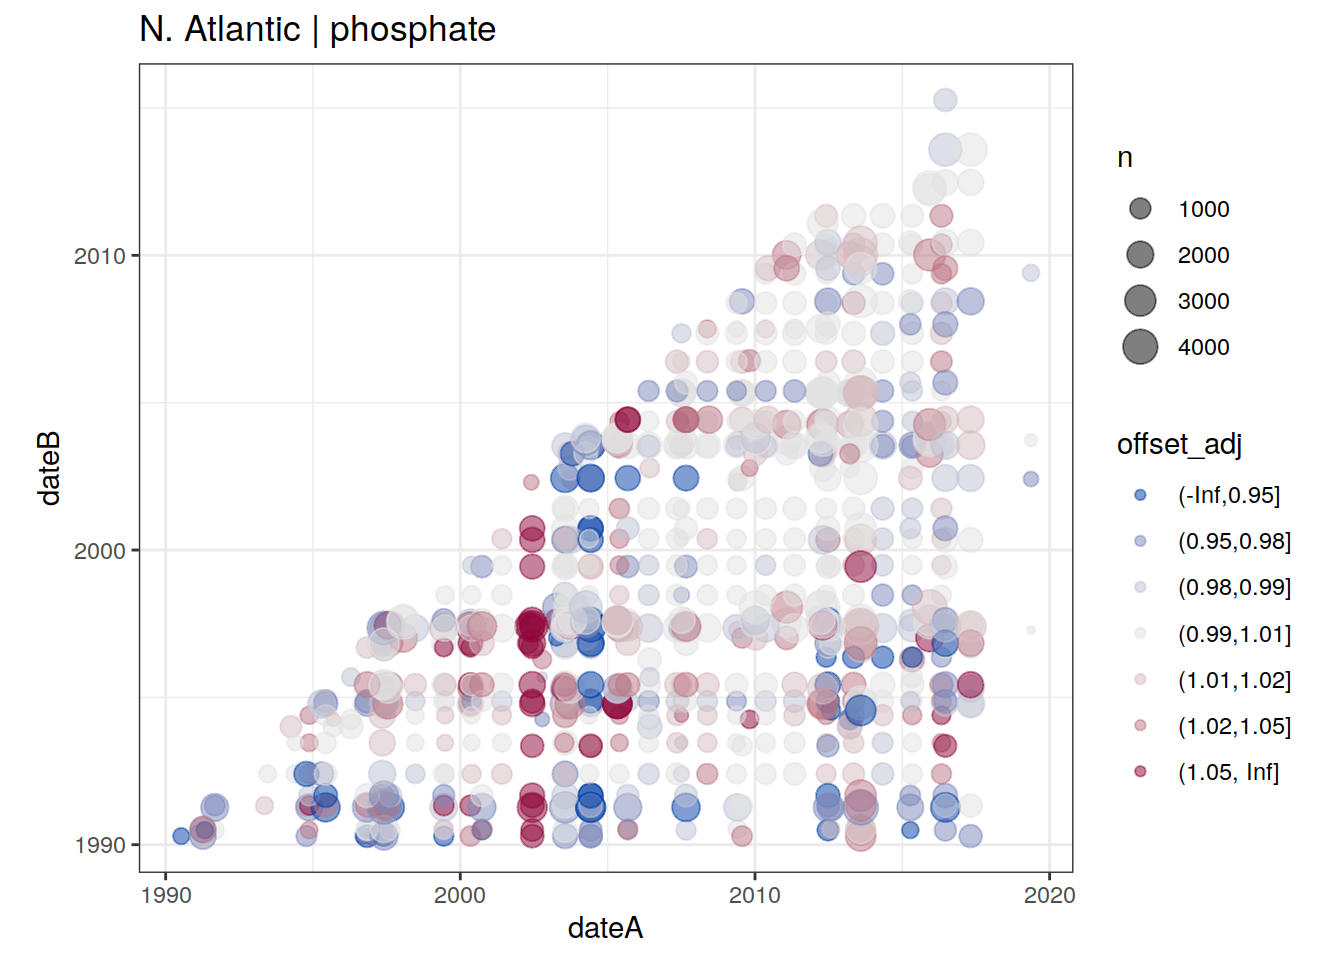 N. Atlantic | phosphate
dateB
2010
2000
1990
1990
2000
2010
2020
dateA
n
1000
2000
3000
4000
offset_adj
(-Inf,0.95]
(0.95,0.98]
(0.98,0.99]
(0.99,1.01]
(1.01,1.02]
(1.02,1.05]
(1.05, Inf]